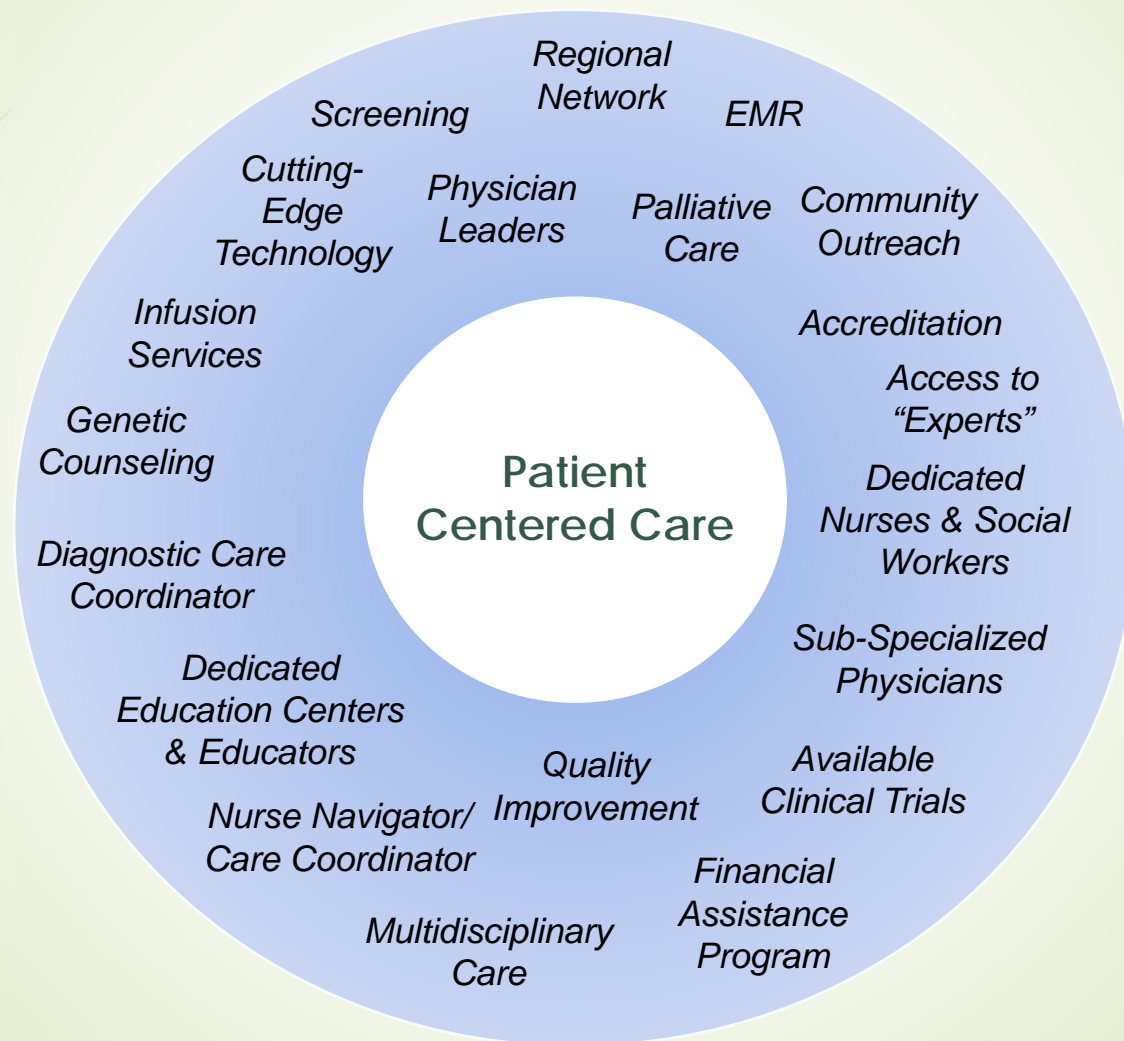 Regional
Network
Screening
EMR
Cutting-
Edge
Technology
Physician
Leaders
Palliative
Care
Community
Outreach
Infusion
Services
Accreditation
Access to
“Experts”
Genetic
Counseling
Patient
Centered Care
Dedicated
Nurses & Social
Workers
Diagnostic Care
Coordinator
Sub-Specialized
Physicians
Dedicated
Education Centers
& Educators
Quality
Improvement
Available
Clinical Trials
Nurse Navigator/
Care Coordinator
Financial
Assistance
Program
Multidisciplinary
Care